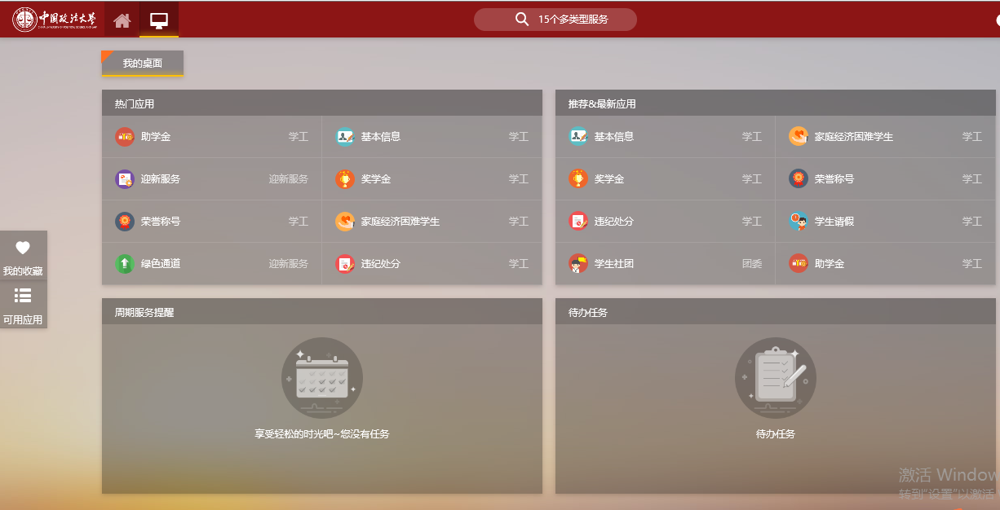 中国政法大学
CHINA UNIVERSITY OF POLITICAL SCIENCE AND LAW
15个多类型服务
我的桌面
热门应用
助学金 学工 基本信息 学工
迎新服务 迎新服务 奖学金 学工
荣誉称号 学工 家庭经济困难学生 学工
绿色通道 迎新服务 违纪处分 学工
推荐&最新应用
基本信息 学工 家庭经济困难学生 学工
奖学金 学工 荣誉称号 学工
违纪处分 学工 学生请假 学工
学生社团 团委 助学金 学工
我的收藏
可用应用
周期服务提醒
享受轻松的时光吧~您没有任务
待办任务
待办任务
激活 Window
转到"设置"以激活